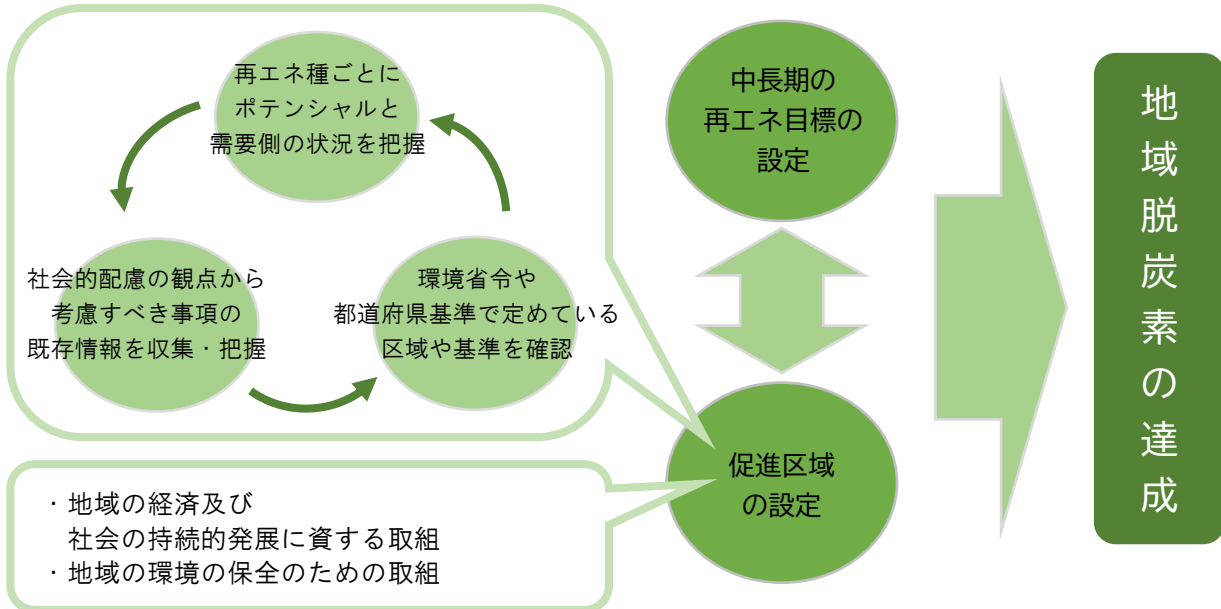 再エネ種ごとに
ポテンシャルと
需要側の状況を把握
社会的配慮の観点から
考慮すべき事項の
既存情報を収集・把握
環境省令や
都道府県基準で定めている
区域や基準を確認
・地域の経済及び
社会の持続的発展に資する取組
・地域の環境の保全のための取組
中長期の
再エネ目標の
設定
促進区域
の設定
地域脱炭素の達成